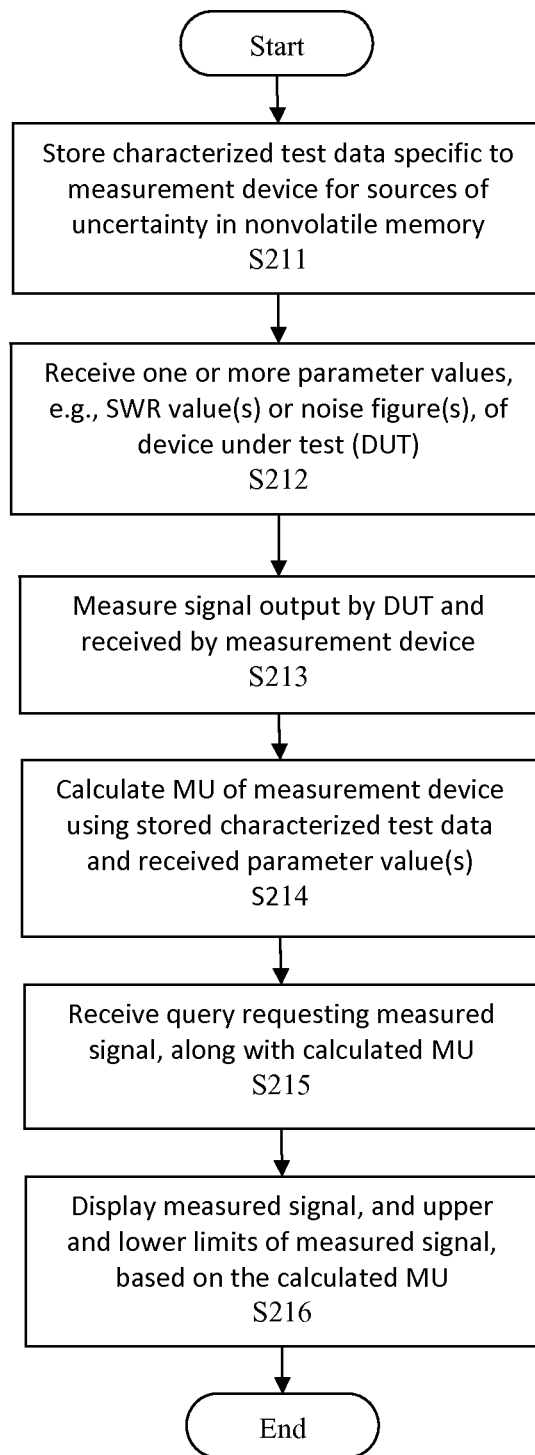 Start
Store characterized test data specific to
measurement device for sources of
uncertainty in nonvolatile memory
S211
Receive one or more parameter values,
e.g., SWR value(s) or noise figure(s), of
device under test (DUT)
S212
Measure signal output by DUT and
received by measurement device
S213
Calculate MU of measurement device
using stored characterized test data
and received parameter value(s)
S214
Receive query requesting measured
signal, along with calculated MU
S215
Display measured signal, and upper
and lower limits of measured signal,
based on the calculated MU
S216
End